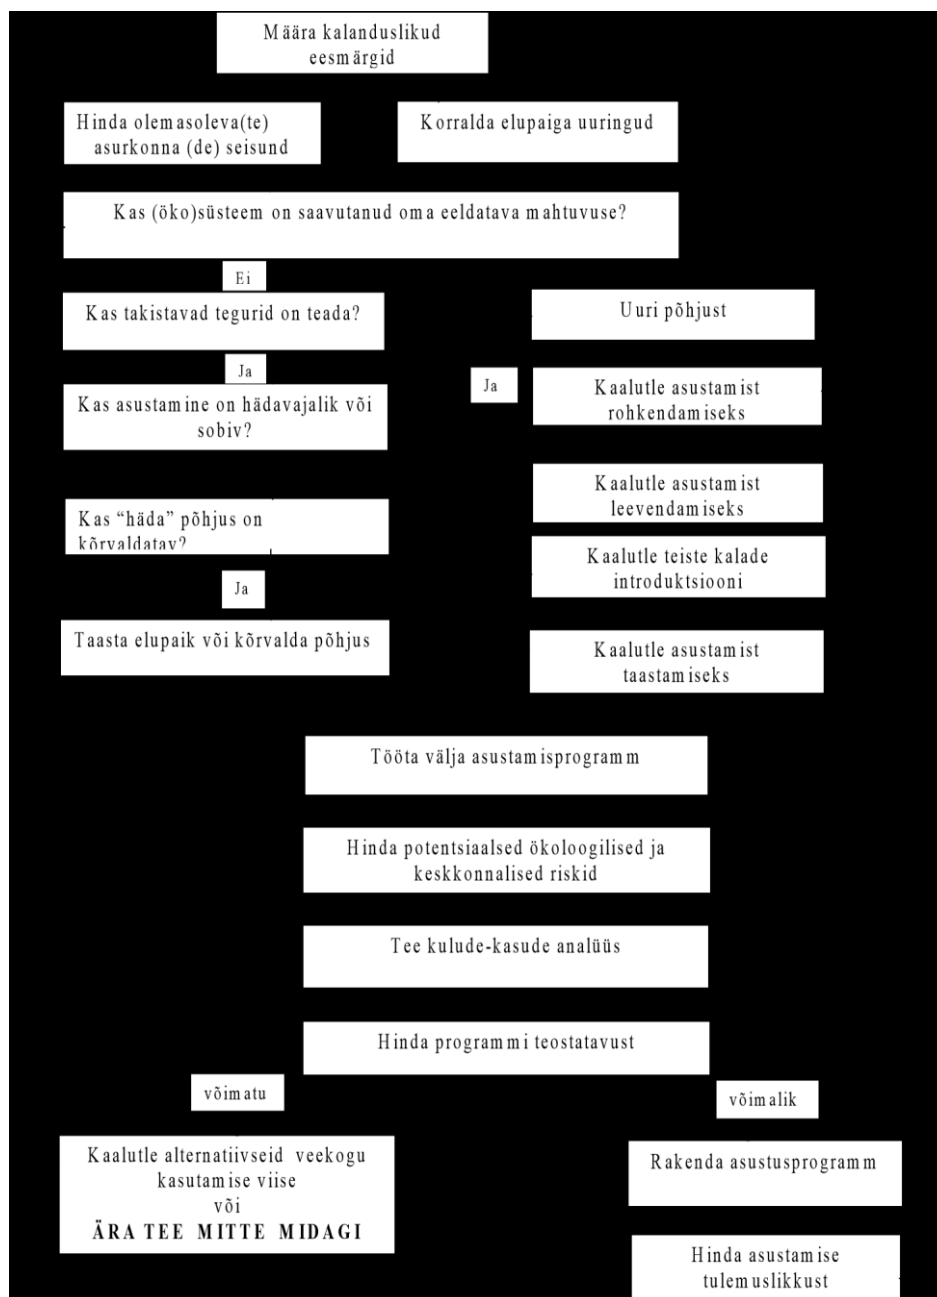 Määra kalanduslikud
eesmärgid
Hinda olemasoleva(te)
asurkonna (de) seisund
Korralda elupaiga uuringud
Kas (öko)süsteem on saavutanud oma eeldatava mahtuvuse?
Ei
Kas takistavad tegurid on teada?
Uuri põhjust
Ja
Ja
Kaalutle asustamist
rohkendamiseks
Kas asustamine on hädavajalik või
sobiv?
Kaalutle asustamist
leevendamiseks
Kas “häda” põhjus on
kõrvaldatav?
Kaalutle teiste kalade
introduktsiooni
Ja
Taasta elupaik või kõrvalda põhjus
Kaalutle asustamist
taastamiseks
Tööta välja asustamisprogramm
Hinda potentsiaalsed ökoloogilised ja
keskkonnalised riskid
Tee kulude-kasude analüüs
Hinda programmi teostatavust
võimatu
võimalik
Kaalutle alternatiivseid veekogu
kasutamise viise
või
ÄRA TEE MITTE MIDAGI
Rakenda asustusprogramm
Hinda asustamise
tulemuslikkust